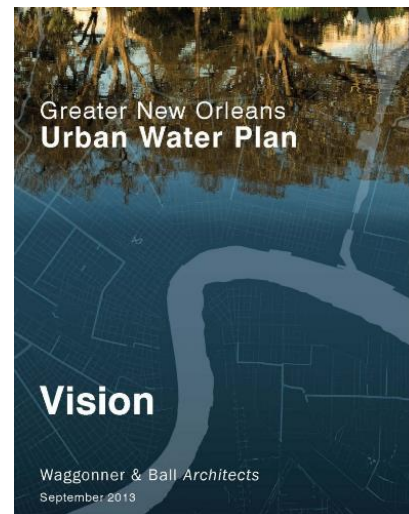 Greater New Orleans
Urban Water Plan
Vision
Waggonner & Ball Architects
September 2013